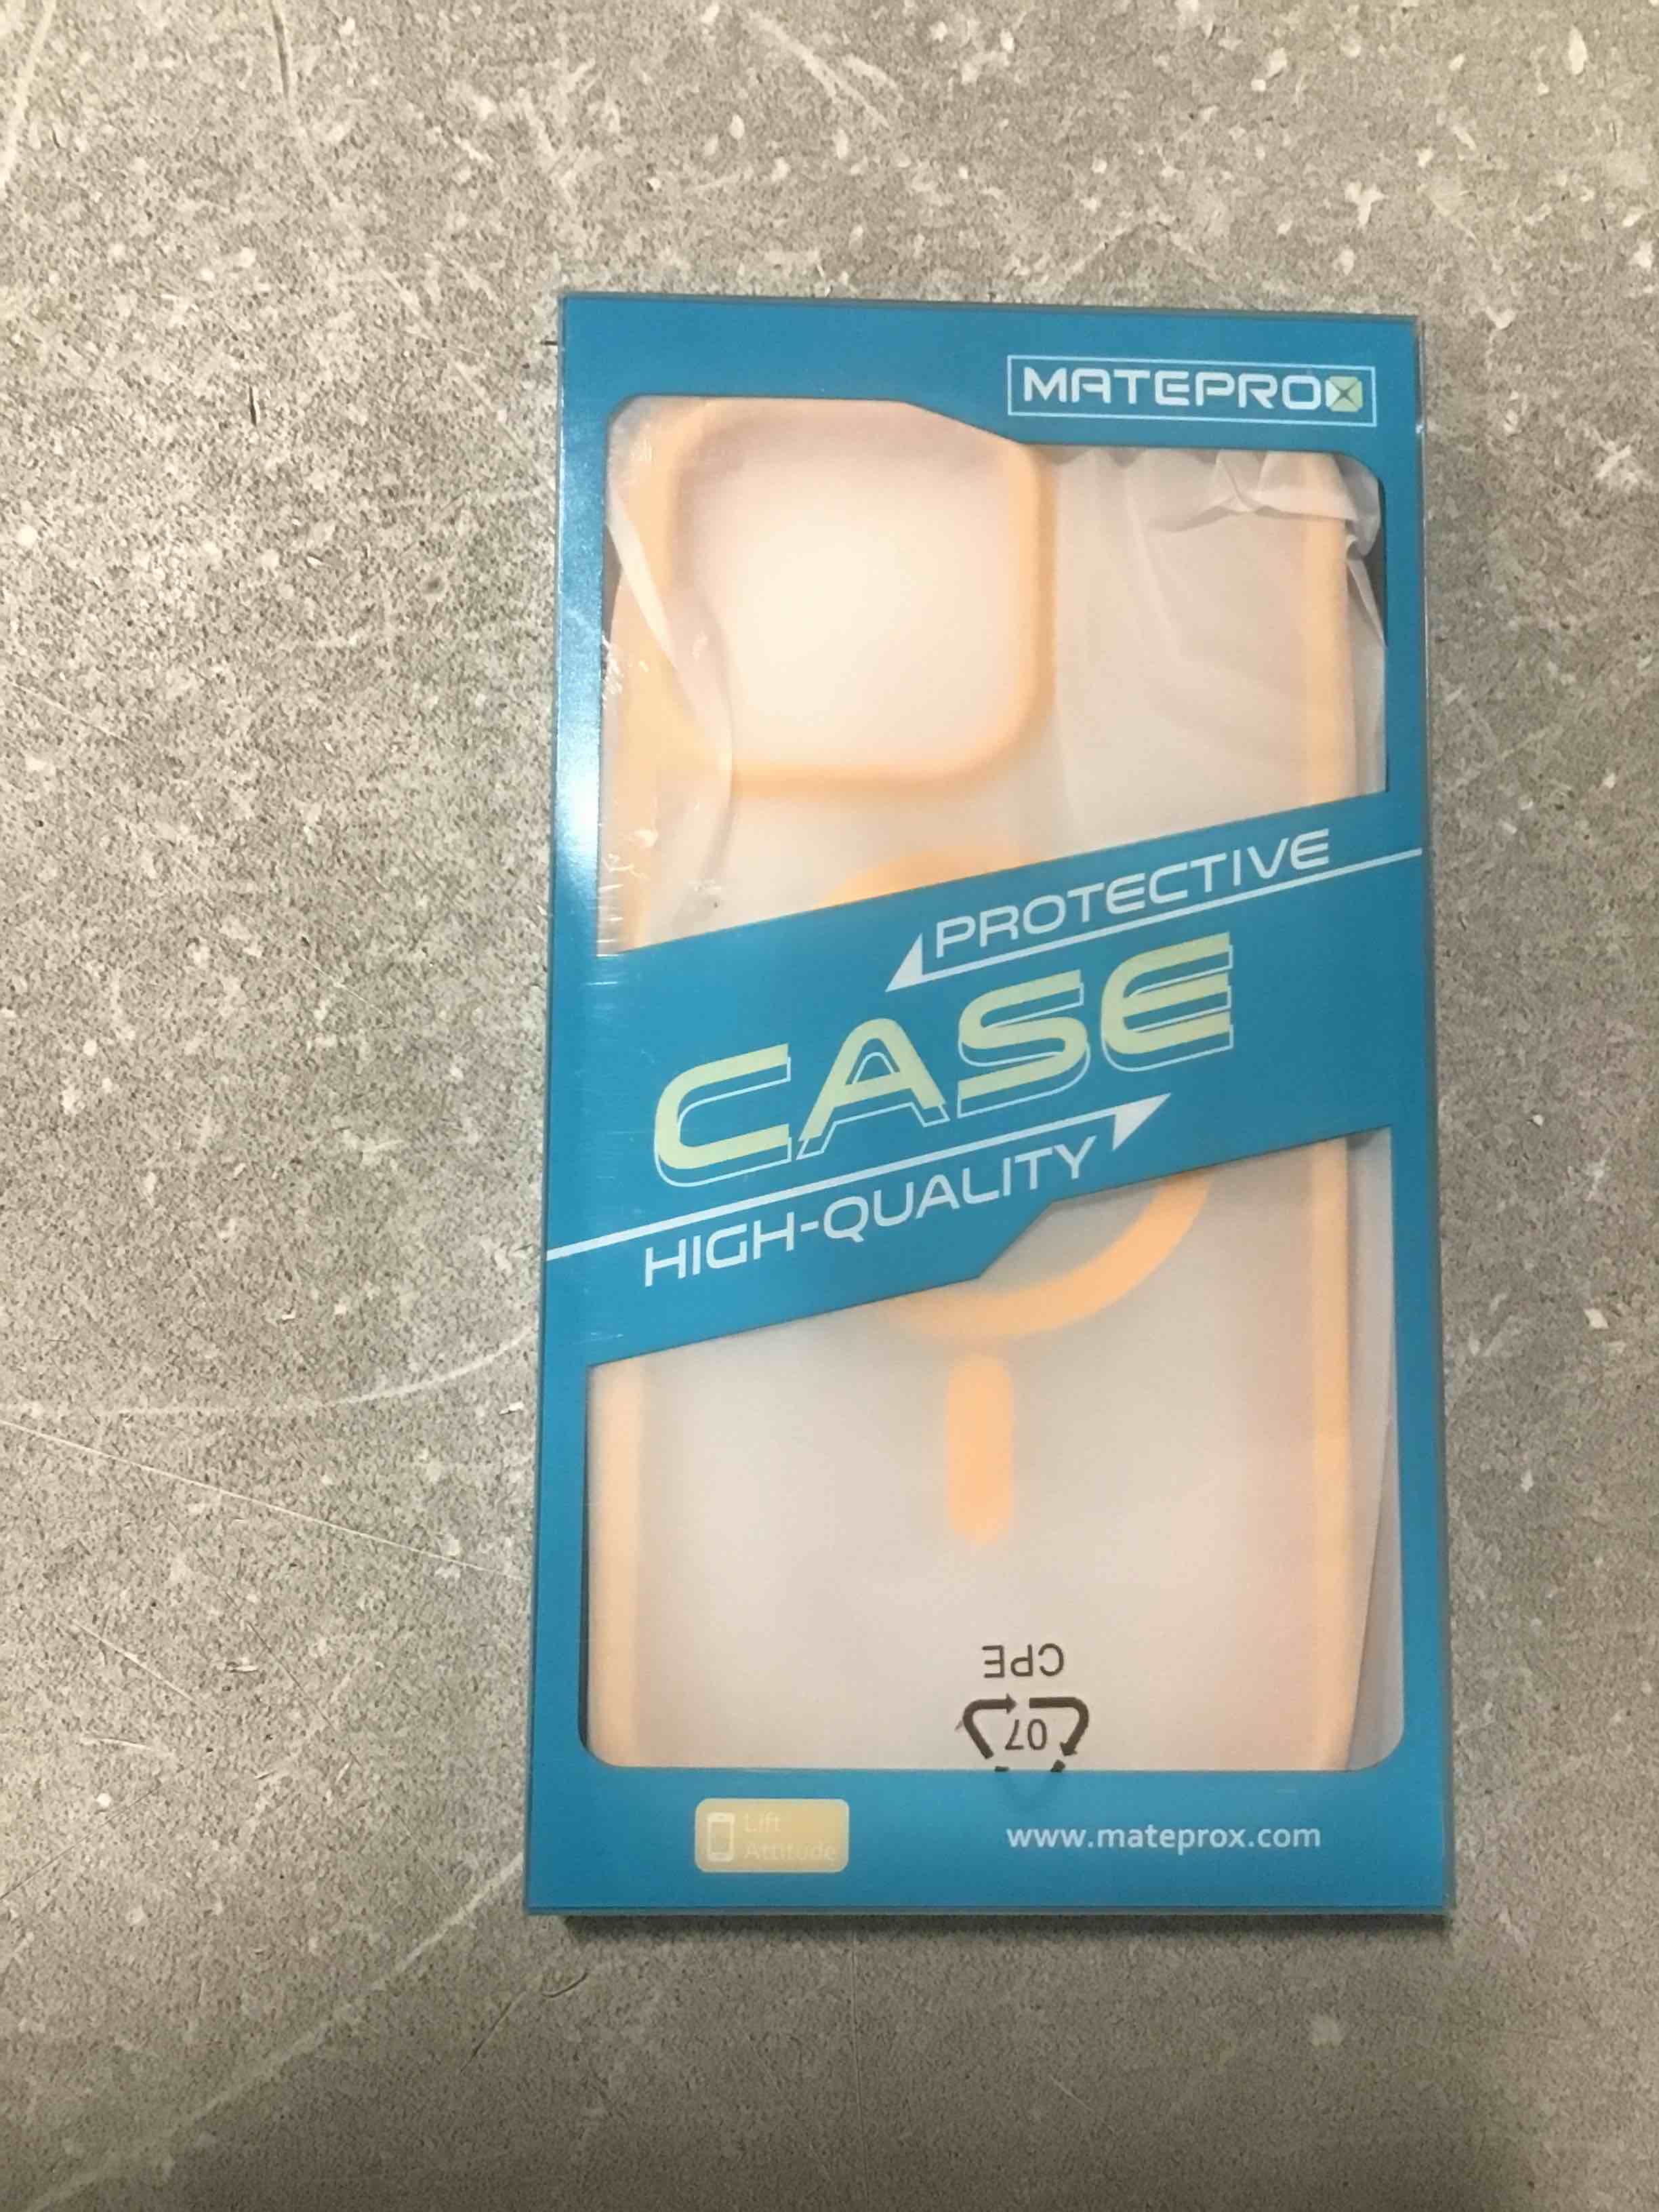 MATEPROX
PROTECTIVE
CASE
HIGH-QUALITY
CPE
07
Lift
Attitude
www.mateprox.com